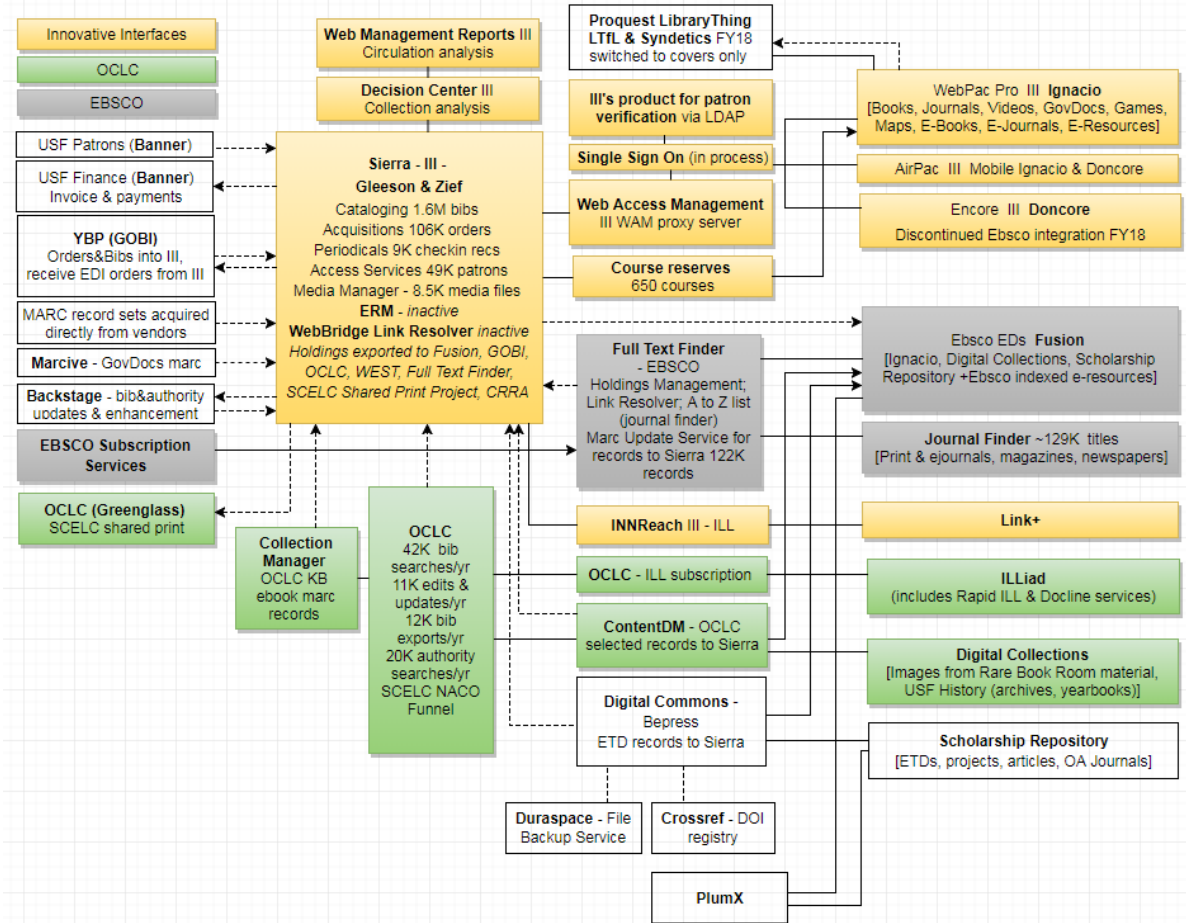 Innovative Interfaces
OCLC
EBSCO
Web Management Reports III
Circulation analysis
Decision Center III
Collection analysis
Proquest LibraryThing
LTfL & Syndetics FY18
switched to covers only
III's product for patron
verification via LDAP
Single Sign On (in process)
Web Access Management
III WAM proxy server
Course reserves
650 courses
WebPac Pro III Ignacio
[Books, Journals, Videos, GovDocs, Games,
Maps, E-Books, E-Journals, E-Resources]
AirPac III Mobile Ignacio & Doncore
Encore III Doncore
Discontinued Ebsco integration FY18
USF Patrons (Banner)
USF Finance (Banner)
Invoice & payments
YBP (GOBI)
Orders&Bibs into III,
receive EDI orders from III
MARC record sets acquired
directly from vendors
Marcive - GovDocs marc
Backstage - bib&authority
updates & enhancement
EBSCO Subscription
Services
OCLC (Greenglass)
SCELC shared print
Sierra - III -
Gleeson & Zief
Cataloging 1.6M bibs
Acquisitions 106K orders
Periodicals 9K checkin recs
Access Services 49K patrons
Media Manager - 8.5K media files
ERM - inactive
WebBridge Link Resolver inactive
Holdings exported to Fusion, GOBI,
OCLC, WEST, Full Text Finder,
SCELC Shared Print Project, CRRA
Full Text Finder
- EBSCO
Holdings Management;
Link Resolver; A to Z list
(journal finder)
Marc Update Service for
records to Sierra 122K
records
Ebsco EDs Fusion
[Ignacio, Digital Collections, Scholarship
Repository +Ebsco indexed e-resources]
Journal Finder ~129K titles
[Print & ejournals, magazines, newspapers]
Collection
Manager
OCLC KB
ebook marc
records
OCLC
42K bib
searches/yr
11K edits &
updates/yr
12K bib
exports/yr
20K authority
searches/yr
SCELC NACO
Funnel
INNReach III - ILL
Link+
OCLC - ILL subscription
ILLiad
(includes Rapid ILL & Docline services)
ContentDM - OCLC
selected records to Sierra
Digital Collections
[Images from Rare Book Room material,
USF History (archives, yearbooks)]
Digital Commons -
Bepress
ETD records to Sierra
Scholarship Repository
[ETDs, projects, articles, OA Journals]
Duraspace - File
Backup Service
Crossref - DOI
registry
PlumX